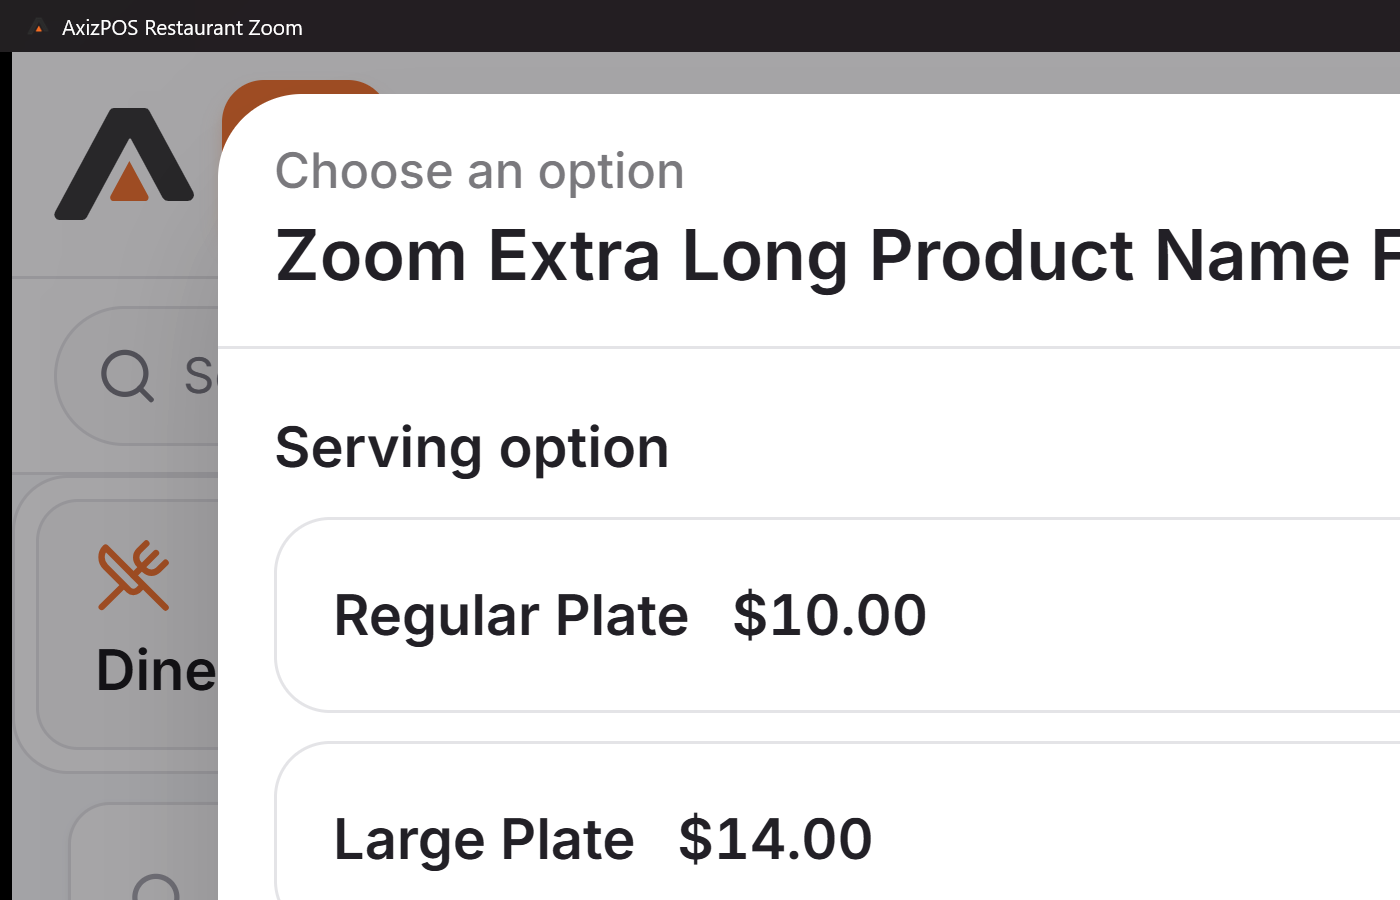 AxizPOS Restaurant Zoom
Choose an option
Zoom Extra Long Product Name F
Serving option
Regular Plate $10.00
Dine
Large Plate $14.00